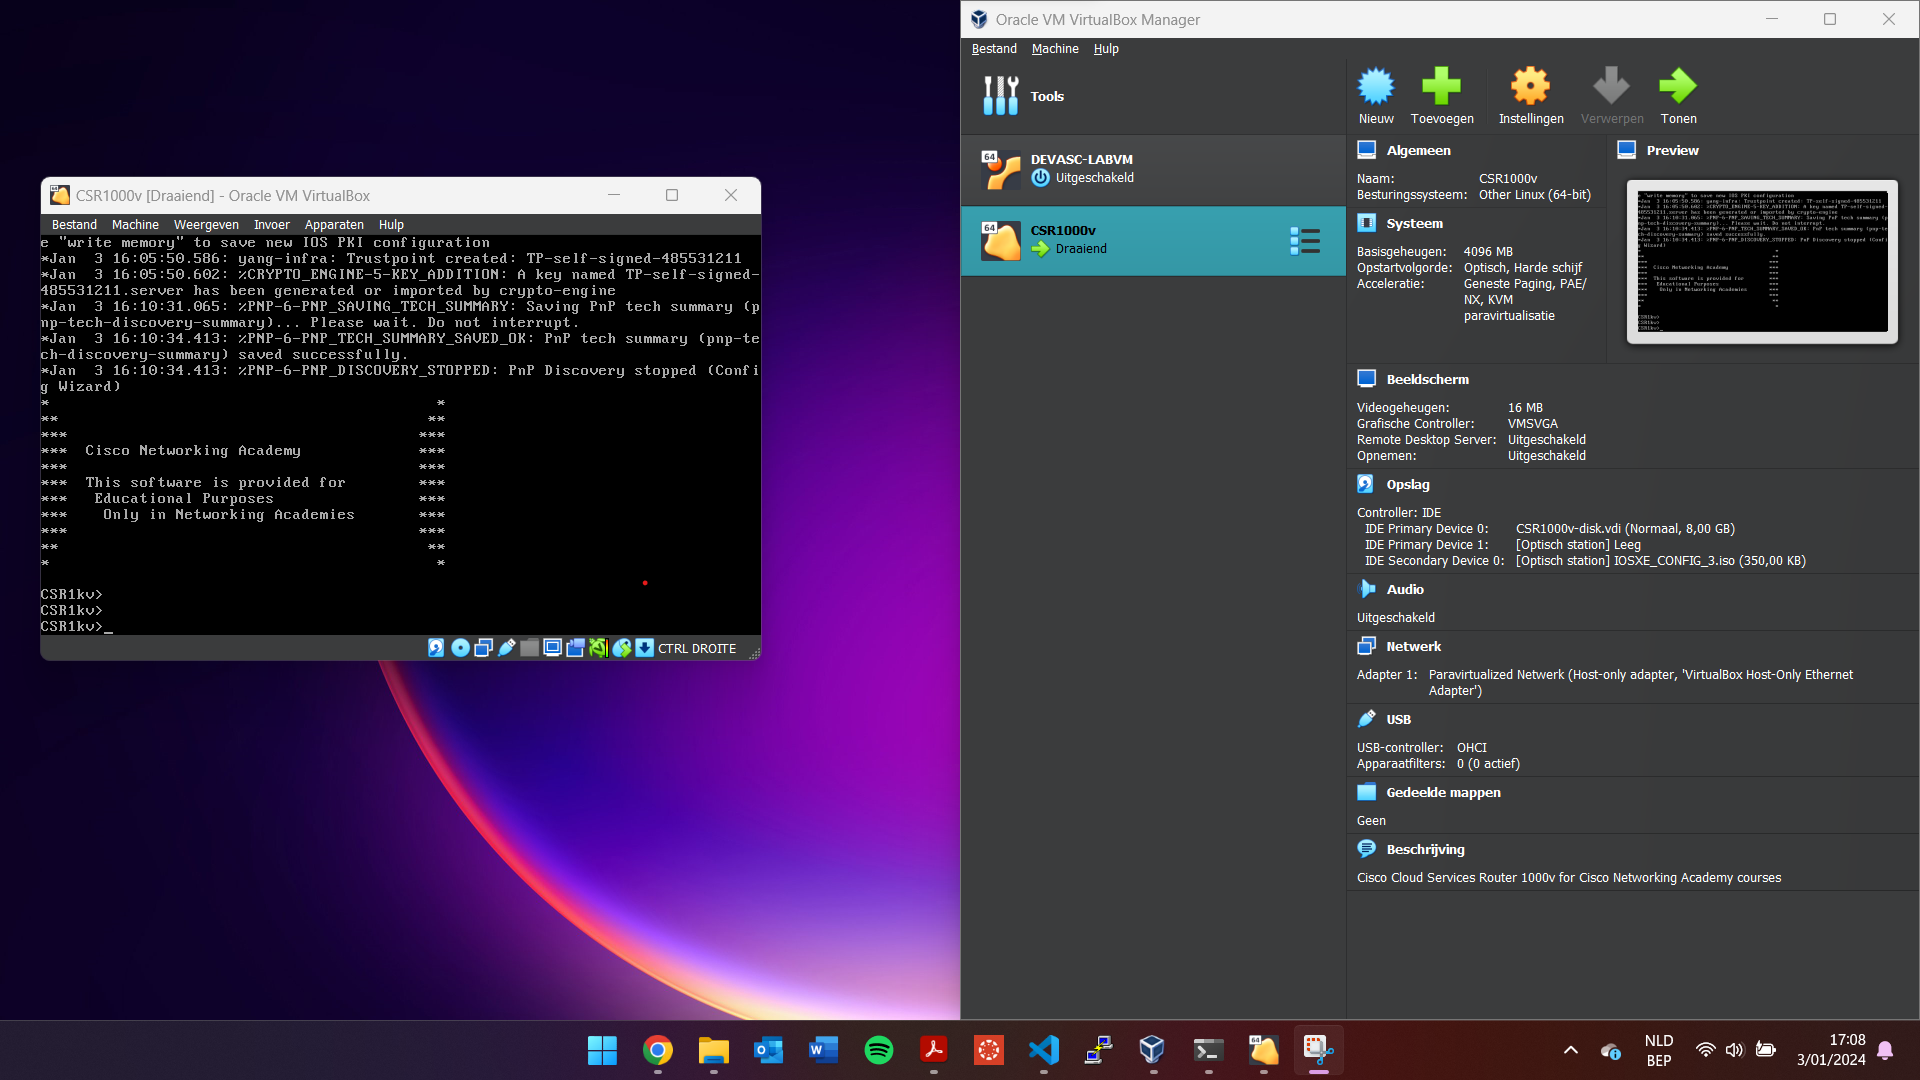 CSR1000v [Draaiend] - Oracle VM VirtualBox
Bestand Machine Weergeven Invoer Apparaten Hulp
e "write memory" to save new IOS PKI configuration
*Jan  3 16:05:50.586: yang-infra: Trustpoint created: TP-self-signed-485531211
*Jan  3 16:05:50.602: %CRYPTO_ENGINE-5-KEY_ADDITION: A key named TP-self-signed-
485531211.server has been generated or imported by crypto-engine
*Jan  3 16:10:31.065: %PNP-6-PNP_SAVING_TECH_SUMMARY: Saving PnP tech summary (p
np-tech-discovery-summary)... Please wait. Do not interrupt.
*Jan  3 16:10:34.413: %PNP-6-PNP_TECH_SUMMARY_SAVED_OK: PnP tech summary (pnp-te
ch-discovery-summary) saved successfully.
*Jan  3 16:10:34.413: %PNP-6-PNP_DISCOVERY_STOPPED: PnP Discovery stopped (Confi
g Wizard)
* *
** **
*** ***
*** Cisco Networking Academy ***
*** ***
*** This software is provided for ***
*** Educational Purposes ***
*** Only in Networking Academies ***
*** ***
** **
* *
CSR1kv>
CSR1kv>
CSR1kv>_
CTRL DROITE
Oracle VM VirtualBox Manager
Bestand Machine Hulp
Tools
64
DEVASC-LABVM
Uitgeschakeld
64
CSR1000v
Draaiend
Nieuw Toevoegen Instellingen Verwerpen Tonen
Algemeen
Naam: CSR1000v
Besturingssysteem: Other Linux (64-bit)
Systeem
Basisgeheugen: 4096 MB
Opstartvolgorde: Optisch, Harde schijf
Acceleratie: Geneste Paging, PAE/
NX, KVM
paravirtualisatie
Preview
Beeldscherm
Videogeheugen: 16 MB
Grafische Controller: VMSVGA
Remote Desktop Server: Uitgeschakeld
Opnemen: Uitgeschakeld
Opslag
Controller: IDE
IDE Primary Device 0: CSR1000v-disk.vdi (Normaal, 8,00 GB)
IDE Primary Device 1: [Optisch station] Leeg
IDE Secondary Device 0: [Optisch station] IOSXE_CONFIG_3.iso (350,00 KB)
Audio
Uitgeschakeld
Netwerk
Adapter 1: Paravirtualized Netwerk (Host-only adapter, 'VirtualBox Host-Only Ethernet
Adapter')
USB
USB-controller: OHCI
Apparaatfilters: 0 (0 actief)
Gedeelde mappen
Geen
Beschrijving
Cisco Cloud Services Router 1000v for Cisco Networking Academy courses
NLD
BEP
17:08
3/01/2024